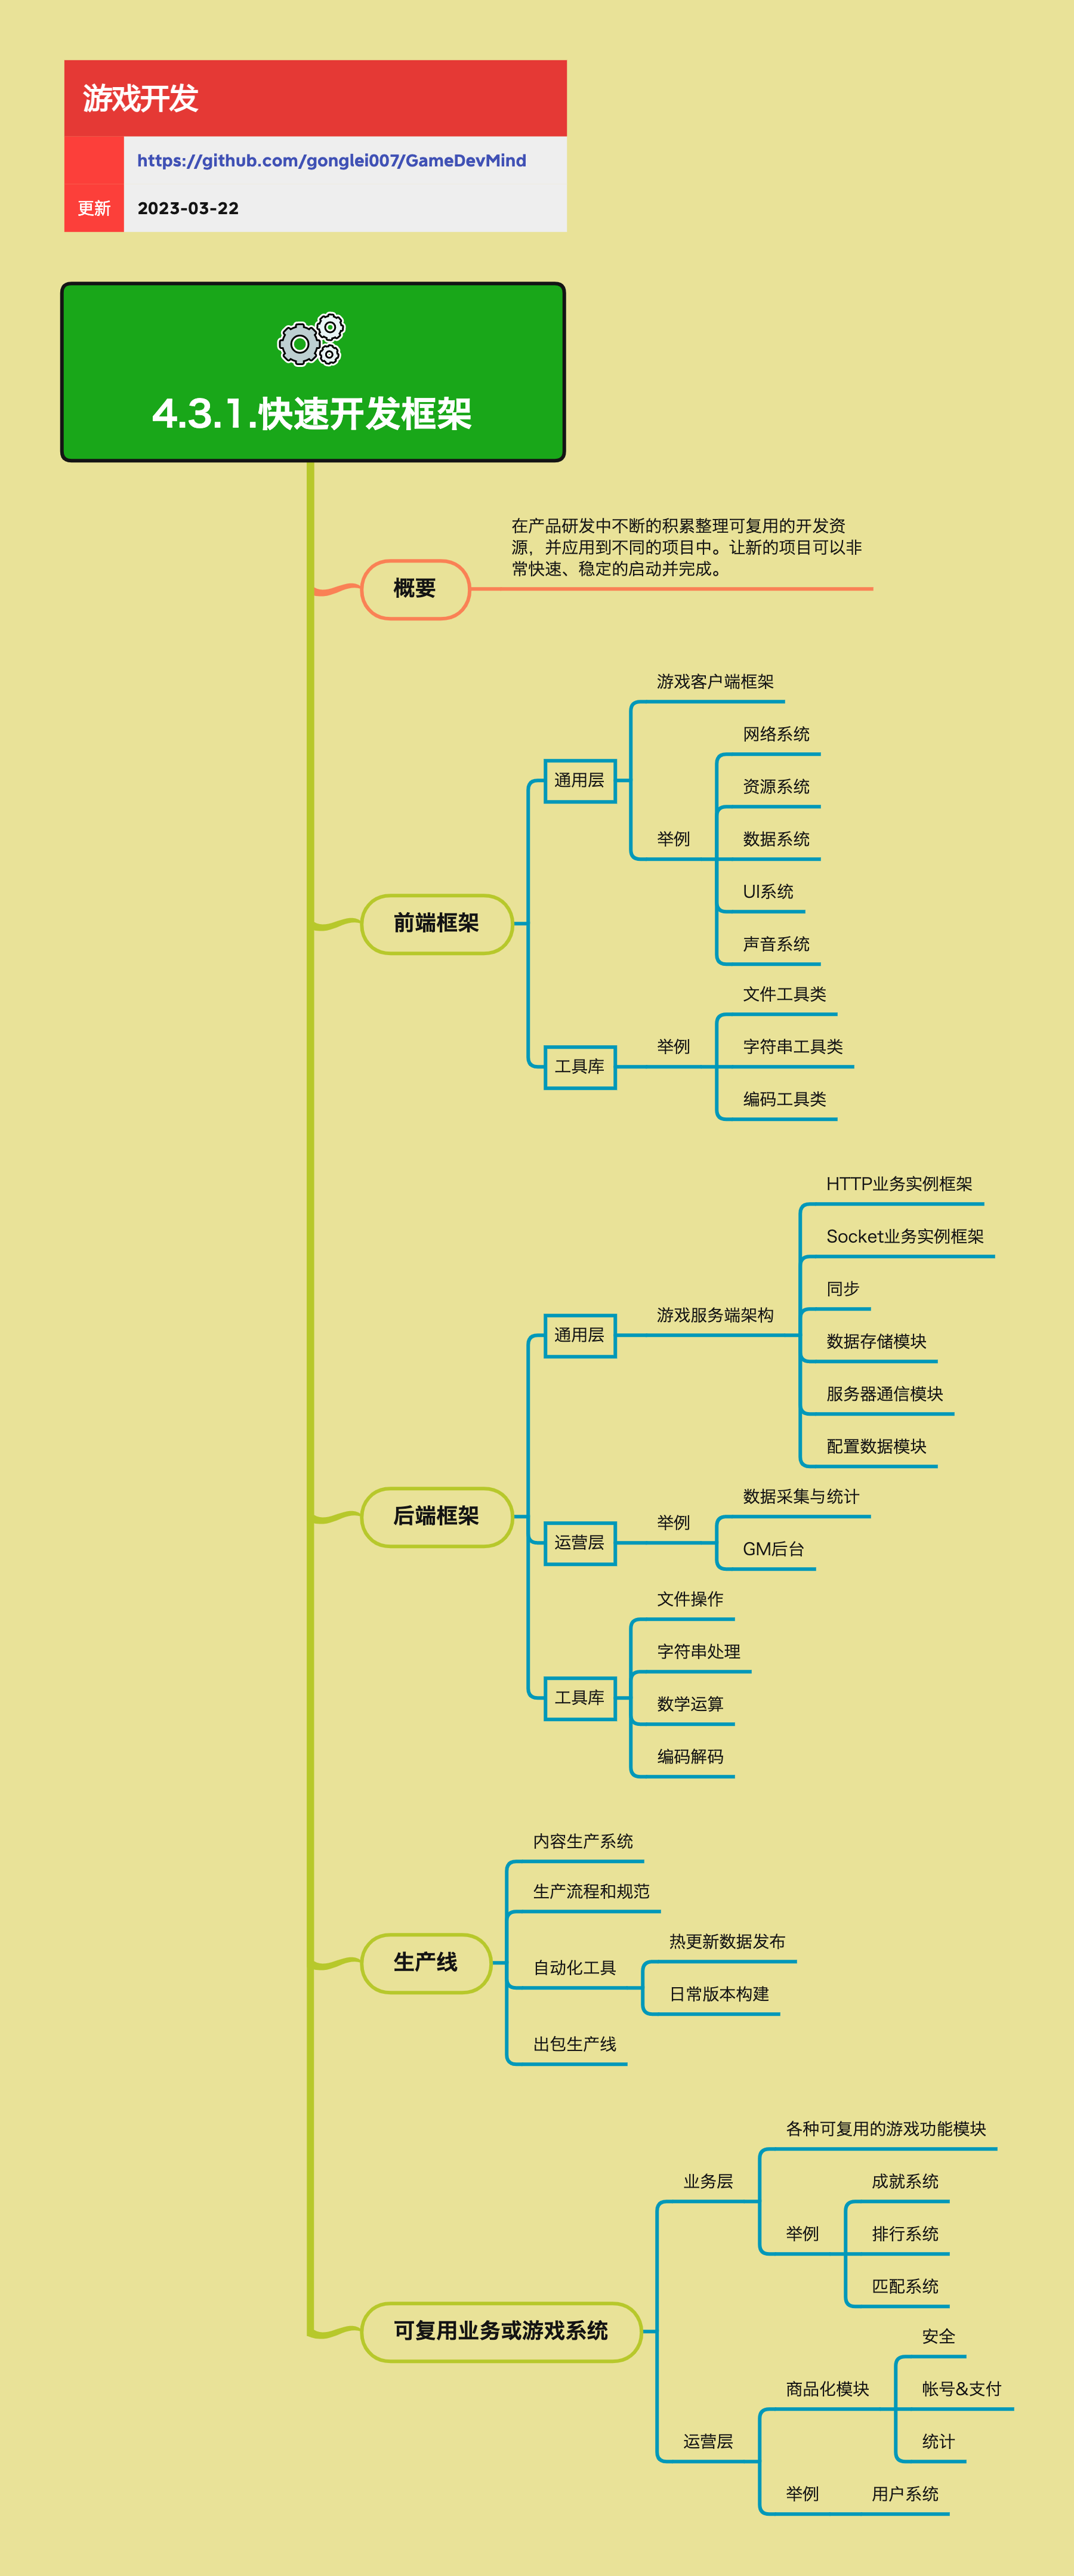 游戏开发
https://github.com/gonglei007/GameDevMind
更新
2023-03-22
4.3.1.快速开发框架
概要
在产品研发中不断的积累整理可复用的开发资
源，并应用到不同的项目中。让新的项目可以非
常快速、稳定的启动并完成。
前端框架
通用层
游戏客户端框架
举例
网络系统
资源系统
数据系统
UI系统
声音系统
工具库
举例
文件工具类
字符串工具类
编码工具类
后端框架
通用层
游戏服务端架构
HTTP业务实例框架
Socket业务实例框架
同步
数据存储模块
服务器通信模块
配置数据模块
运营层
举例
数据采集与统计
GM后台
工具库
文件操作
字符串处理
数学运算
编码解码
生产线
内容生产系统
生产流程和规范
自动化工具
热更新数据发布
日常版本构建
出包生产线
可复用业务或游戏系统
业务层
各种可复用的游戏功能模块
举例
成就系统
排行系统
匹配系统
运营层
商品化模块
安全
帐号&支付
统计
举例
用户系统